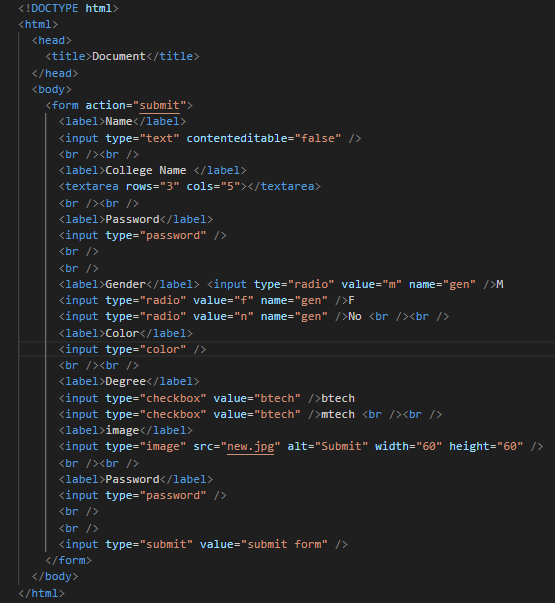 <!DOCTYPE html>
<html>
<head>
<title>Document</title>
</head>
<body>
<form action="submit">
<label>Name</label>
<input type="text" contenteditable="false" />
<br /><br />
<label>College Name </label>
<textarea rows="3" cols="5"></textarea>
<br /><br />
<label>Password</label>
<input type="password" />
<br />
<br />
<label>Gender</label> <input type="radio" value="m" name="gen" />M
<input type="radio" value="f" name="gen" />F
<input type="radio" value="n" name="gen" />No <br /><br />
<label>Color</label>
<input type="color" />
<br /><br />
<label>Degree</label>
<input type="checkbox" value="btech" />btech
<input type="checkbox" value="btech" />mtech <br /><br />
<label>image</label>
<input type="image" src="new.jpg" alt="Submit" width="60" height="60" />
<br /><br />
<label>Password</label>
<input type="password" />
<br />
<br />
<input type="submit" value="submit form" />
</form>
</body>
</html>